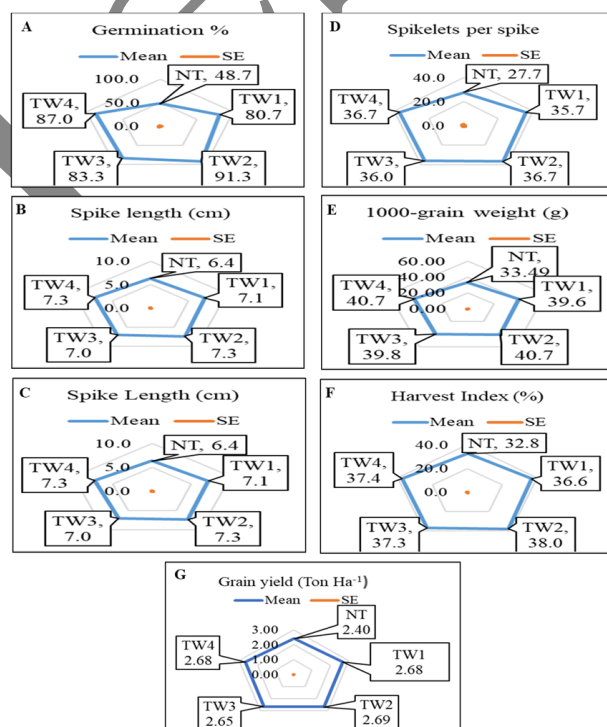 A
Germination %
Mean SE
100.0
50.0
0.0
NT, 48.7
TW1,
80.7
TW2,
91.3
TW3,
83.3
TW4,
87.0
D
Spikelets per spike
Mean SE
40.0
20.0
0.0
NT, 27.7
TW1,
35.7
TW2,
36.7
TW3,
36.0
TW4,
36.7
B
Spike length (cm)
Mean SE
10.0
5.0
0.0
NT, 6.4
TW1,
7.1
TW2,
7.3
TW3,
7.0
TW4,
7.3
E
1000-grain weight (g)
Mean SE
60.00
40.00
20.00
0.00
NT,
33.49
TW1,
39.6
TW2,
40.7
TW3,
39.8
TW4,
40.7
C
Spike Length (cm)
Mean SE
10.0
5.0
0.0
NT, 6.4
TW1,
7.1
TW2,
7.3
TW3,
7.0
TW4,
7.3
F
Harvest Index (%)
Mean SE
40.0
20.0
0.0
NT, 32.8
TW1,
36.6
TW2,
38.0
TW3,
37.3
TW4,
37.4
G
Grain yield (Ton Ha⁻¹)
Mean SE
3.00
2.00
1.00
0.00
NT
2.40
TW1
2.68
TW2
2.69
TW3
2.65
TW4
2.68